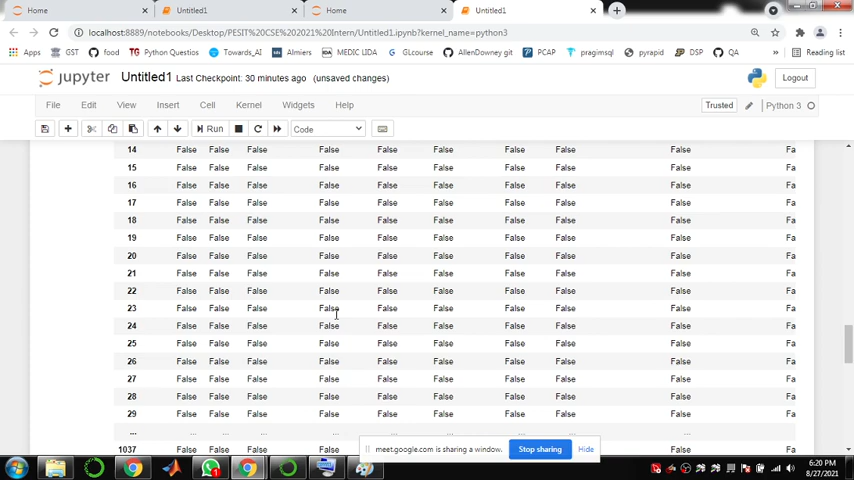 Home Untitled1 Home Untitled1
localhost:8889/notebooks/Desktop/PESIT%20CSE%202021%20Intern/Untitled1.ipynb?kernel_name=python3
Apps GST food TG Python Questions Towards_AI MEDIC LIDA AImiers AllenDowney git PCAP pragimsql pyrapid DSP QA » Reading list
jupyter Untitled1 Last Checkpoint: 30 minutes ago (unsaved changes) Logout
File Edit View Insert Cell Kernel Widgets Help Trusted Python 3
Run Code
14 False False False False False False False False False Fa
15 False False False False False False False False False Fa
16 False False False False False False False False False Fa
17 False False False False False False False False False Fa
18 False False False False False False False False False Fa
19 False False False False False False False False False Fa
20 False False False False False False False False False Fa
21 False False False False False False False False False Fa
22 False False False False False False False False False Fa
23 False False False False False False False False False Fa
24 False False False False False False False False False Fa
25 False False False False False False False False False Fa
26 False False False False False False False False False Fa
27 False False False False False False False False False Fa
28 False False False False False False False False False Fa
29 False False False False False False False False False Fa
... ... ... ... ... ... ... ... ... ...
1037 False False False False Fa
meet.google.com is sharing a window. Stop sharing Hide
6:20 PM
8/27/2021